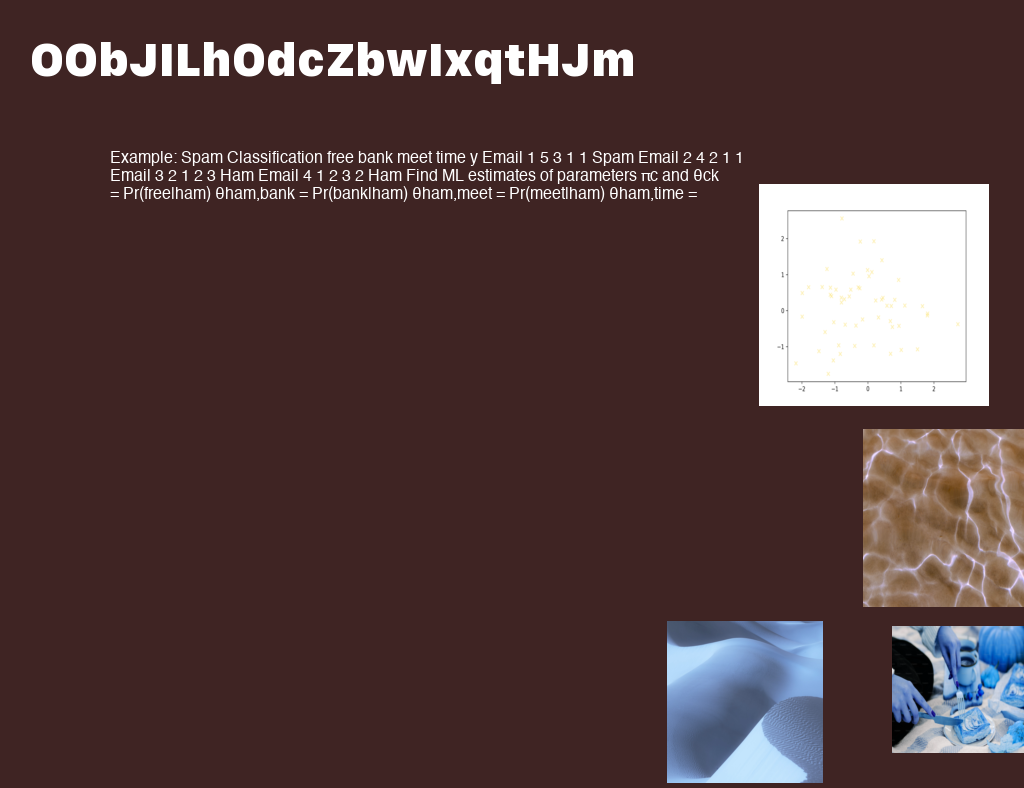 OObJILhOdcZbwIxqtHJm
Example: Spam Classification free bank meet time y Email 1 5 3 1 1 Spam Email 2 4 2 1 1
Email 3 2 1 2 3 Ham Email 4 1 2 3 2 Ham Find ML estimates of parameters πc and θck
= Pr(free|ham) θham,bank = Pr(bank|ham) θham,meet = Pr(meet|ham) θham,time =
2
1
0
−1
−2 −1 0 1 2